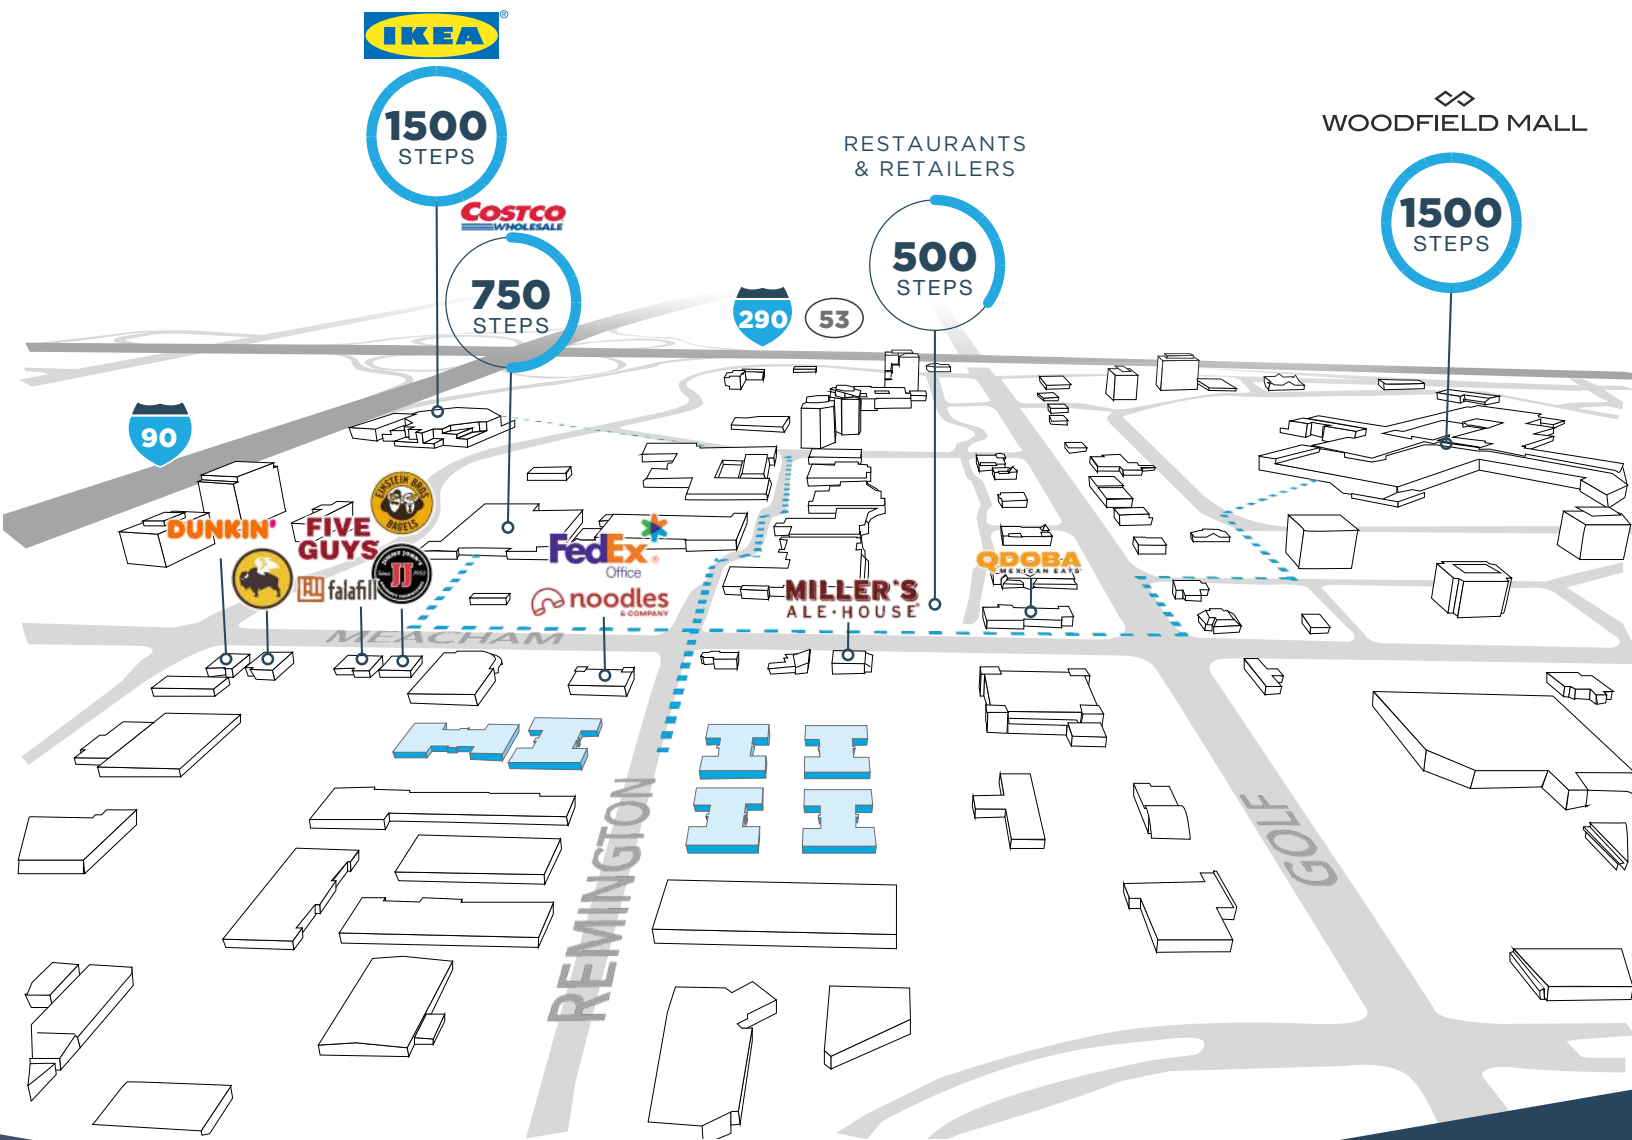 IKEA®
1500
STEPS
WOODFIELD MALL
1500
STEPS
RESTAURANTS
& RETAILERS
500
STEPS
COSTCO
WHOLESALE
750
STEPS
290
53
90
EINSTEIN BROS
BAGELS
DUNKIN'
FIVE
GUYS
falafill
JJ
FedEx®
Office
noodles
& COMPANY
MILLER'S
ALE·HOUSE
QDOBA
MEXICAN EATS
MEACHAM
REMINGTON
GOLF